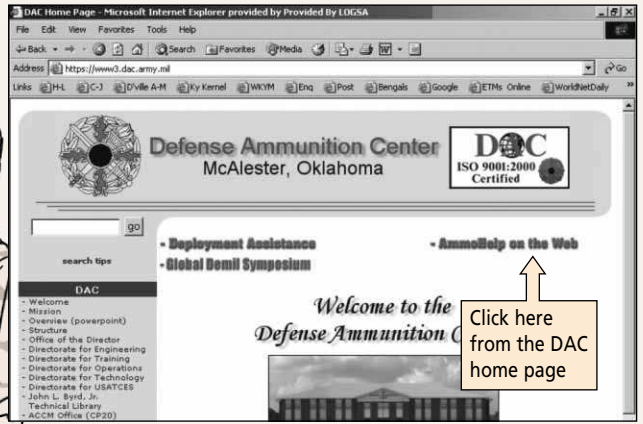 DAC Home Page - Microsoft Internet Explorer provided by Provided By LOGSA
File Edit View Favorites Tools Help
Back Search Favorites Media
Address https://www3.dac.army.mil Go
Links H-L C-J D'ville A-M Ky Kernel WKYM Enq Post Bengals Google ETMs Online WorldNetDaily »
Defense Ammunition Center
McAlester, Oklahoma
DAC
ISO 9001:2000
Certified
go
search tips
- Deployment Assistance
- AmmoHelp on the Web
- Global Demil Symposium
DAC
- Welcome
- Mission
- Overview (powerpoint)
- Structure
- Office of the Director
- Directorate for Engineering
- Directorate for Training
- Directorate for Operations
- Directorate for Technology
- Directorate for USATCES
- John L. Byrd, Jr.
Technical Library
- ACCM Office (CP20)
Welcome to the
Defense Ammunition C
Click here
from the DAC
home page